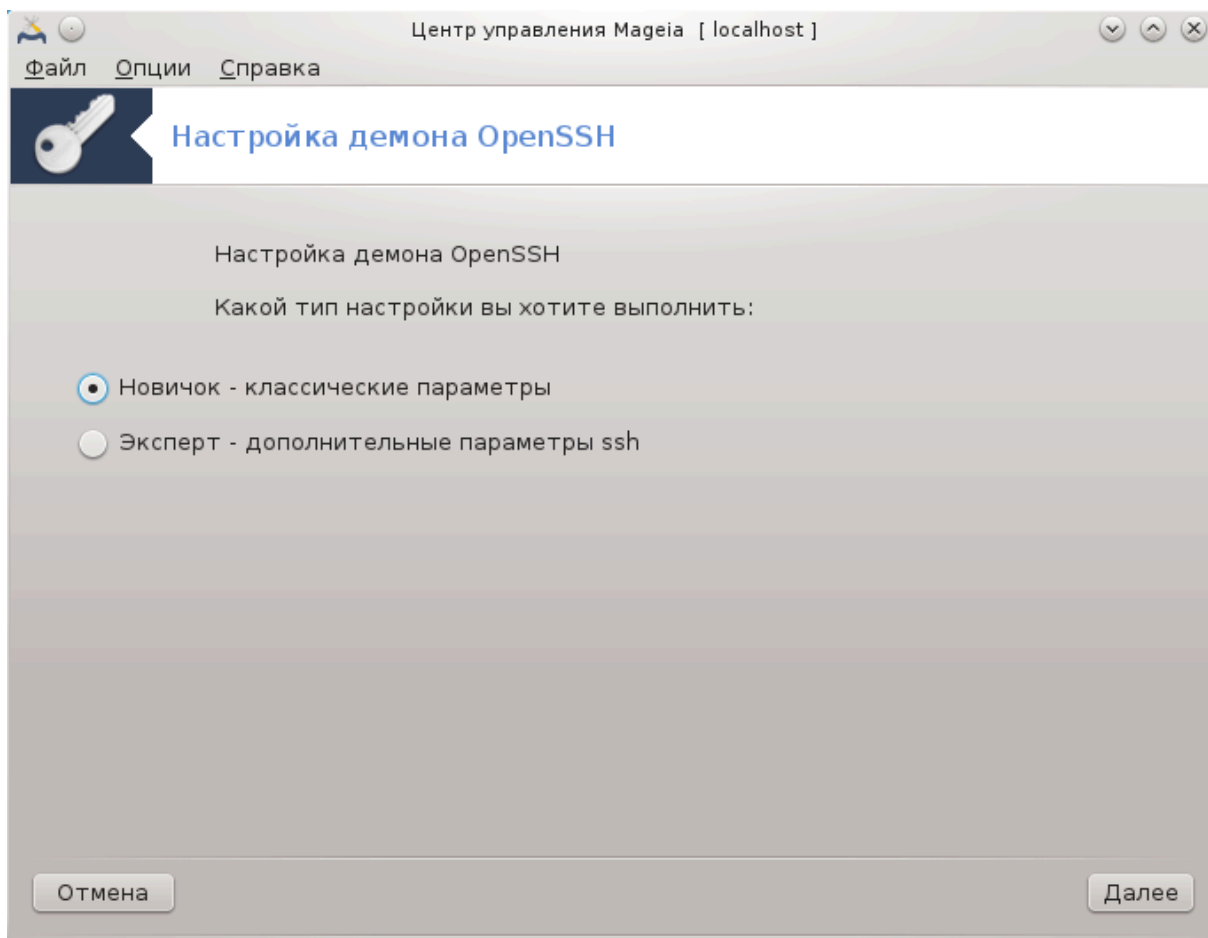 Центр управления Mageia [ localhost ]
Файл Опции Справка
Настройка демона OpenSSH
Настройка демона OpenSSH
Какой тип настройки вы хотите выполнить:
Новичок - классические параметры
Эксперт - дополнительные параметры ssh
Отмена Далее